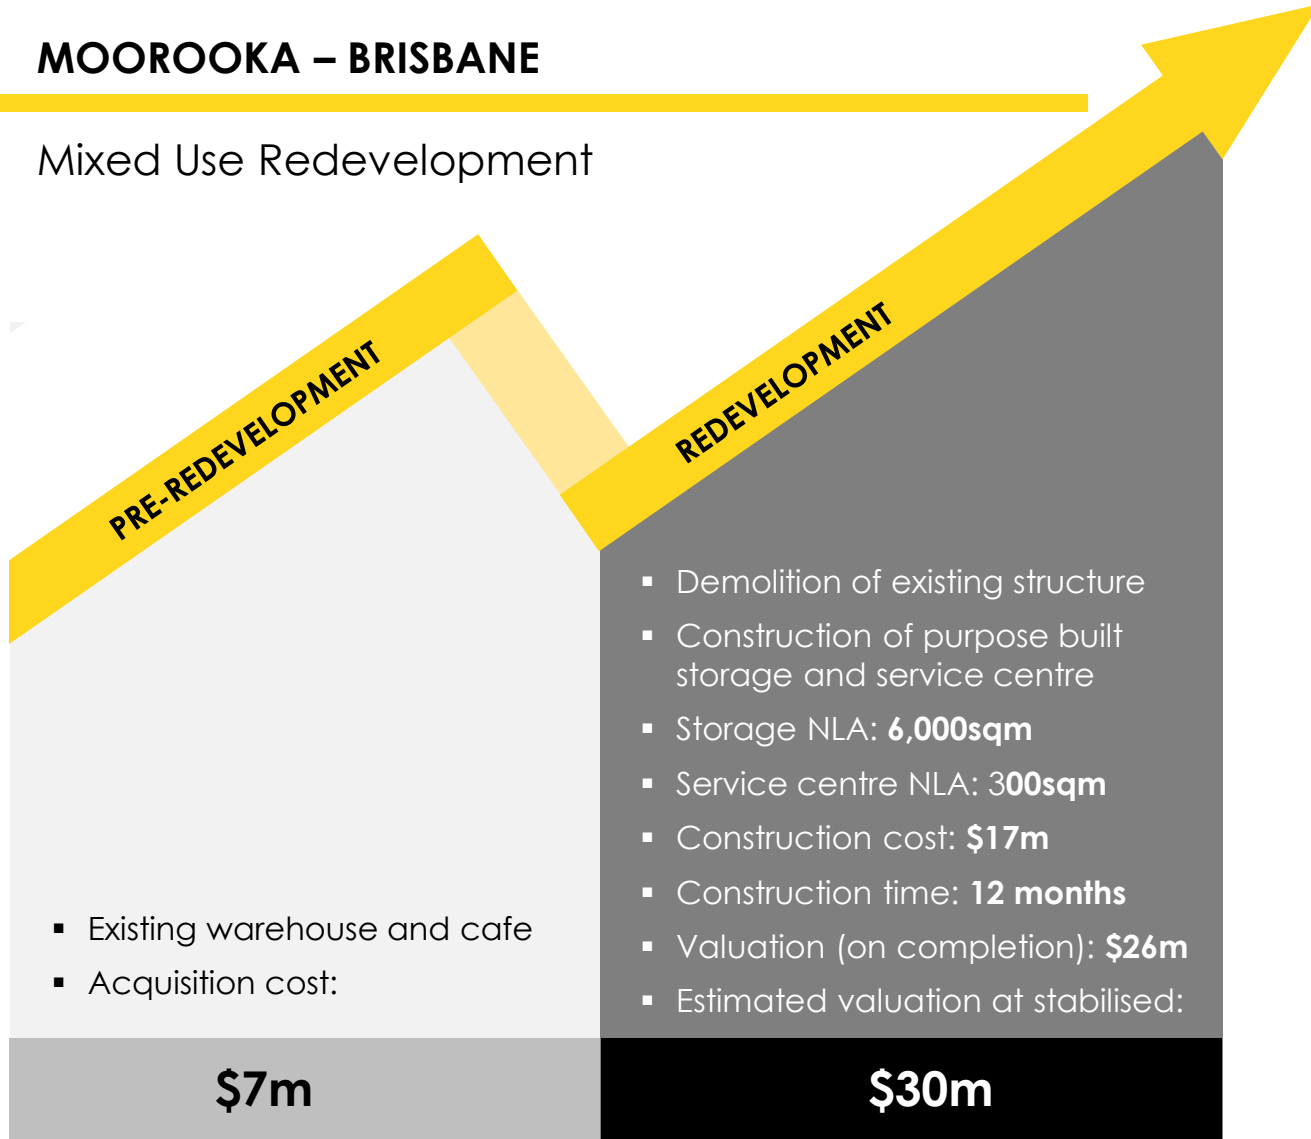 MOOROOKA – BRISBANE
Mixed Use Redevelopment
PRE-REDEVELOPMENT
▪ Existing warehouse and cafe
▪ Acquisition cost:
$7m
REDEVELOPMENT
▪ Demolition of existing structure
▪ Construction of purpose built
storage and service centre
▪ Storage NLA: 6,000sqm
▪ Service centre NLA: 300sqm
▪ Construction cost: $17m
▪ Construction time: 12 months
▪ Valuation (on completion): $26m
▪ Estimated valuation at stabilised:
$30m